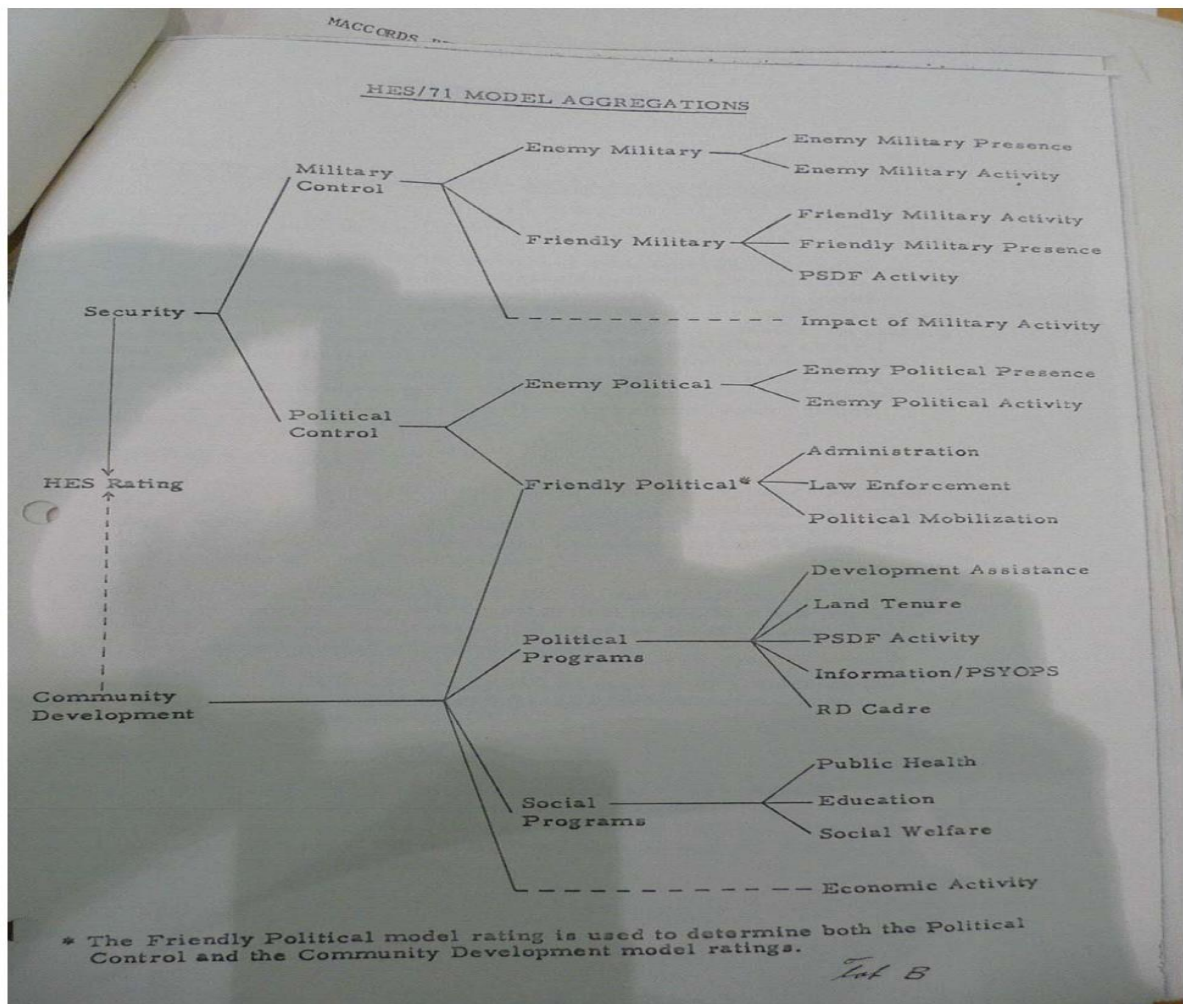 MACCORDS
HES/71 MODEL AGGREGATIONS
Enemy Military
Enemy Military Presence
Enemy Military Activity
Military
Control
Friendly Military
Friendly Military Activity
Friendly Military Presence
PSDF Activity
Security
Impact of Military Activity
Enemy Political
Enemy Political Presence
Enemy Political Activity
Political
Control
HES Rating
Friendly Political*
Administration
Law Enforcement
Political Mobilization
Development Assistance
Land Tenure
Political
Programs
PSDF Activity
Information/PSYOPS
RD Cadre
Community
Development
Public Health
Social
Programs
Education
Social Welfare
Economic Activity
* The Friendly Political model rating is used to determine both the Political
Control and the Community Development model ratings.
Tab B